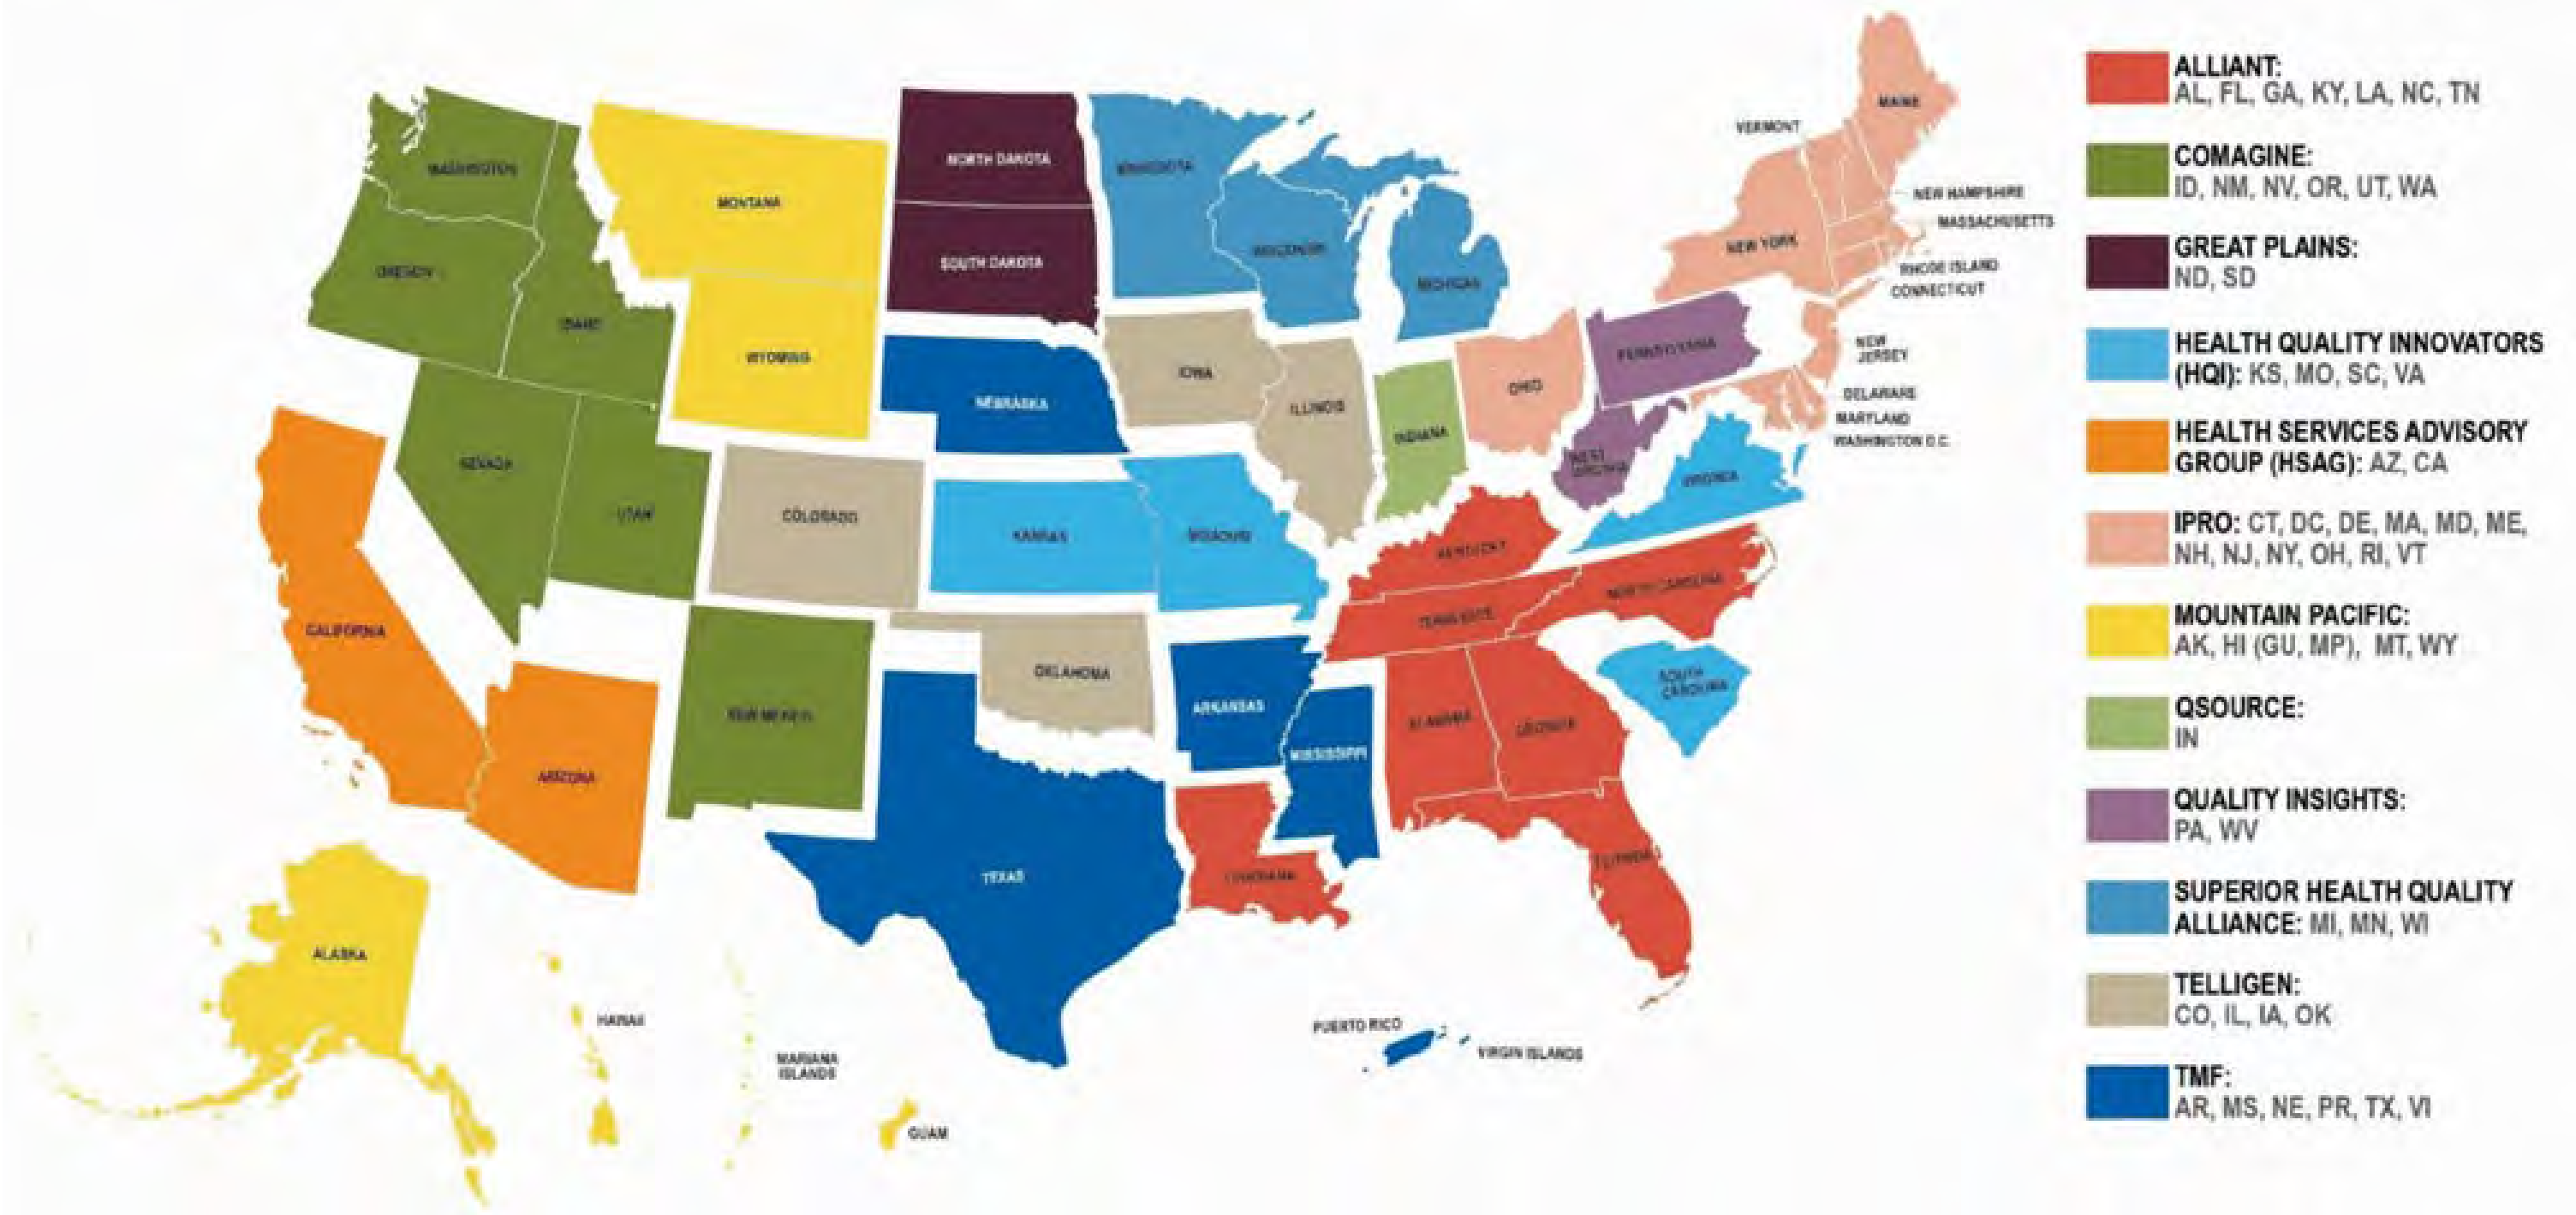 MAINE
VERMONT
WASHINGTON
NORTH DAKOTA
MINNESOTA
MONTANA
NEW HAMPSHIRE
MASSACHUSETTS
NEW YORK
WISCONSIN
OREGON
SOUTH DAKOTA
RHODE ISLAND
MICHIGAN
CONNECTICUT
IDAHO
WYOMING
NEW
JERSEY
PENNSYLVANIA
IOWA
OHIO
DELAWARE
NEBRASKA
ILLINOIS
MARYLAND
INDIANA
WASHINGTON D.C.
NEVADA
WEST
VIRGINIA
VIRGINIA
UTAH
COLORADO
KANSAS
MISSOURI
KENTUCKY
NORTH CAROLINA
TENNESSEE
CALIFORNIA
OKLAHOMA
SOUTH
CAROLINA
NEW MEXICO
ARKANSAS
ALABAMA
GEORGIA
MISSISSIPPI
ARIZONA
FLORIDA
TEXAS
LOUISIANA
ALASKA
HAWAII
PUERTO RICO
VIRGIN ISLANDS
MARIANA
ISLANDS
GUAM
ALLIANT:
AL, FL, GA, KY, LA, NC, TN
COMAGINE:
ID, NM, NV, OR, UT, WA
GREAT PLAINS:
ND, SD
HEALTH QUALITY INNOVATORS
(HQI): KS, MO, SC, VA
HEALTH SERVICES ADVISORY
GROUP (HSAG): AZ, CA
IPRO: CT, DC, DE, MA, MD, ME,
NH, NJ, NY, OH, RI, VT
MOUNTAIN PACIFIC:
AK, HI (GU, MP), MT, WY
QSOURCE:
IN
QUALITY INSIGHTS:
PA, WV
SUPERIOR HEALTH QUALITY
ALLIANCE: MI, MN, WI
TELLIGEN:
CO, IL, IA, OK
TMF:
AR, MS, NE, PR, TX, VI